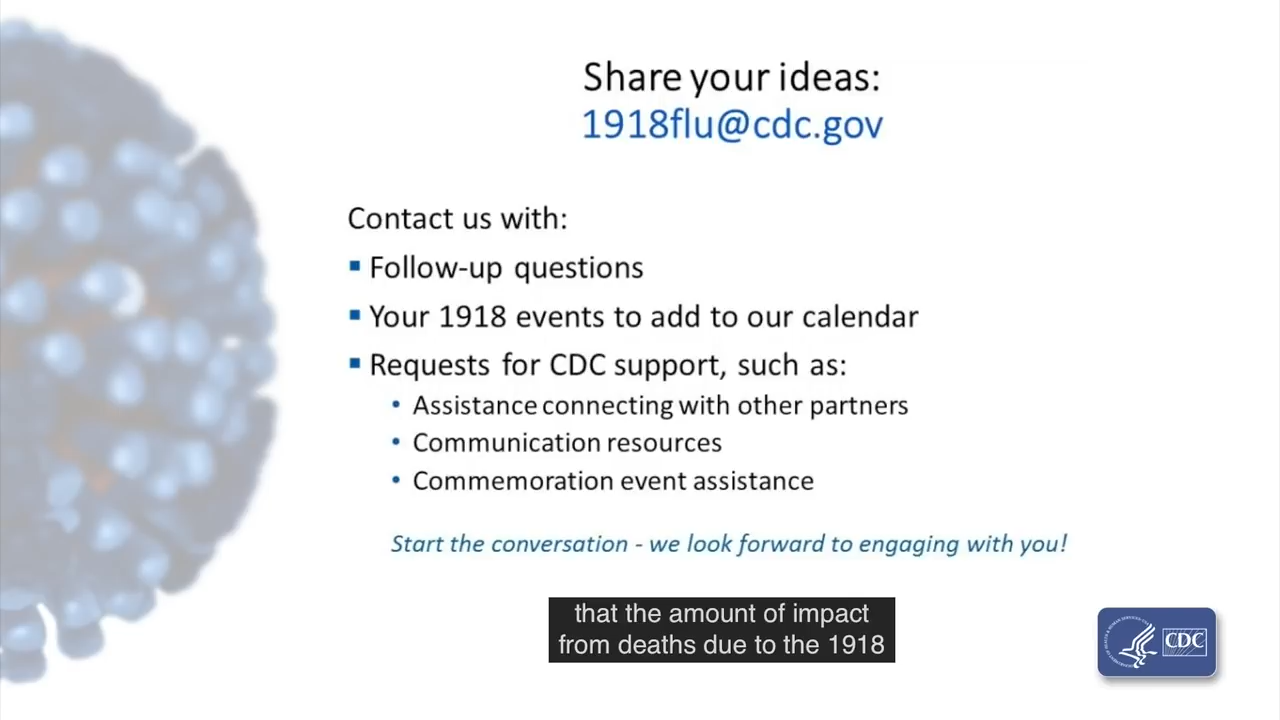 Share your ideas:
1918flu@cdc.gov
Contact us with:
Follow-up questions
Your 1918 events to add to our calendar
Requests for CDC support, such as:
Assistance connecting with other partners
Communication resources
Commemoration event assistance
Start the conversation - we look forward to engaging with you!
that the amount of impact
from deaths due to the 1918
CDC